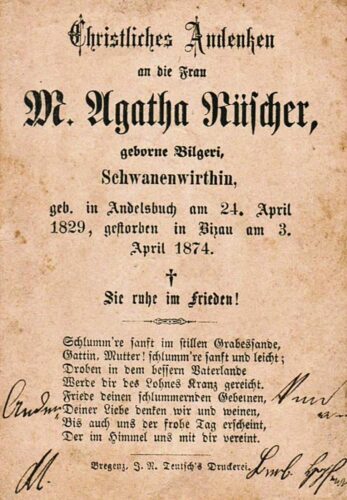 Christliches Andenken
an die Frau
M. Agatha Rüscher,
geborne Bilgeri,
Schwanenwirthin,
geb. in Andelsbuch am 24. April
1829, gestorben in Bizau am 3.
April 1874.
†
Sie ruhe im Frieden!
Schlumm're sanft im stillen Grabessande,
Gattin, Mutter! schlumm're sanft und leicht;
Droben in dem bessern Vaterlande
Werde dir des Lohnes Kranz gereicht.
Friede deinen schlummernden Gebeinen,
Deiner Liebe denken wir und weinen,
Bis auch uns der frohe Tag erscheint,
Der im Himmel uns mit dir vereint.
Bregenz, J. N. Teutsch's Druckerei.